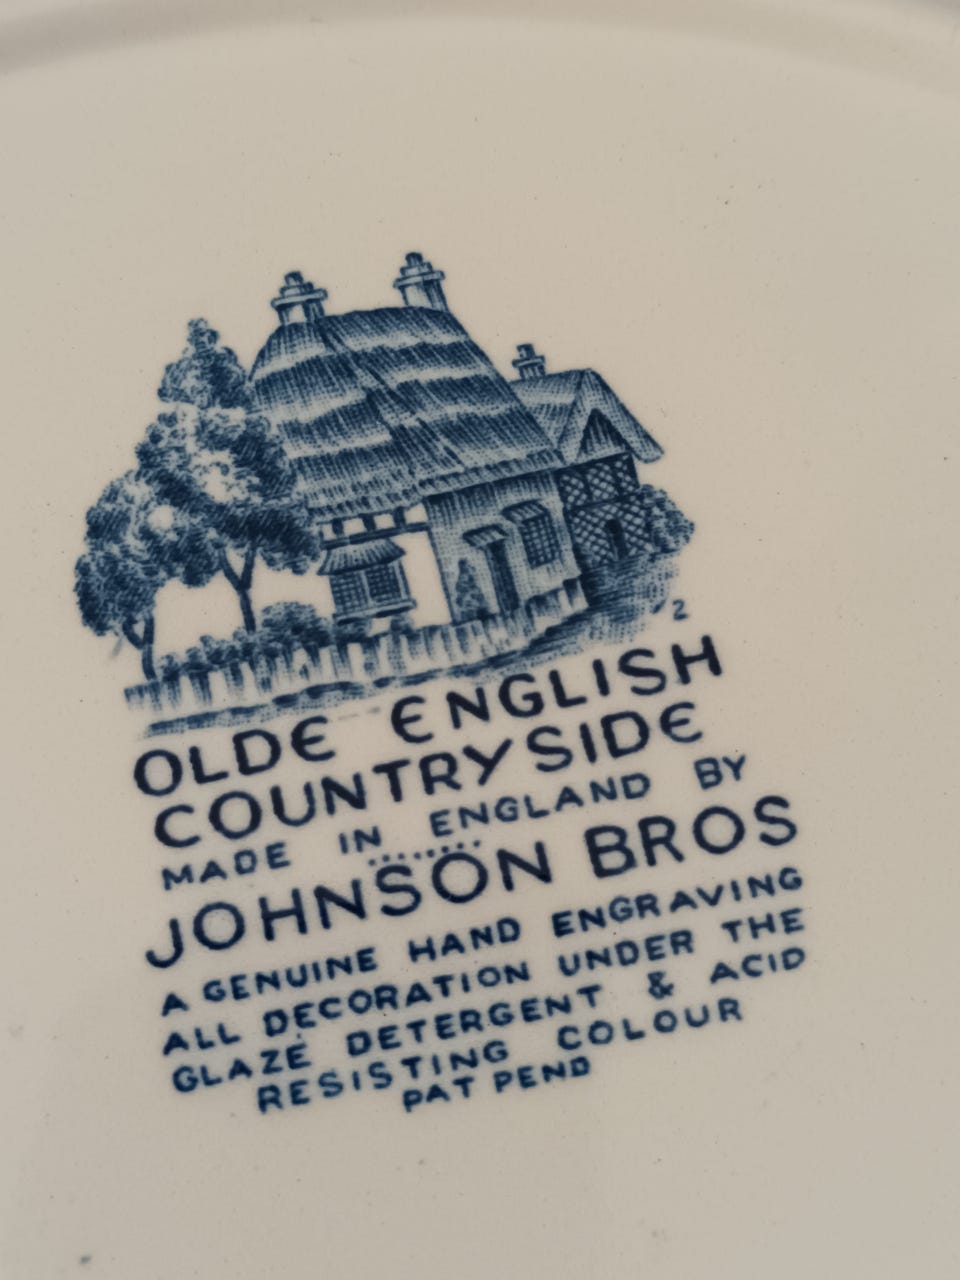 2
OLDE ENGLISH
COUNTRYSIDE
MADE IN ENGLAND BY
JOHNSON BROS
A GENUINE HAND ENGRAVING
ALL DECORATION UNDER THE
GLAZE DETERGENT & ACID
RESISTING COLOUR
PAT PEND